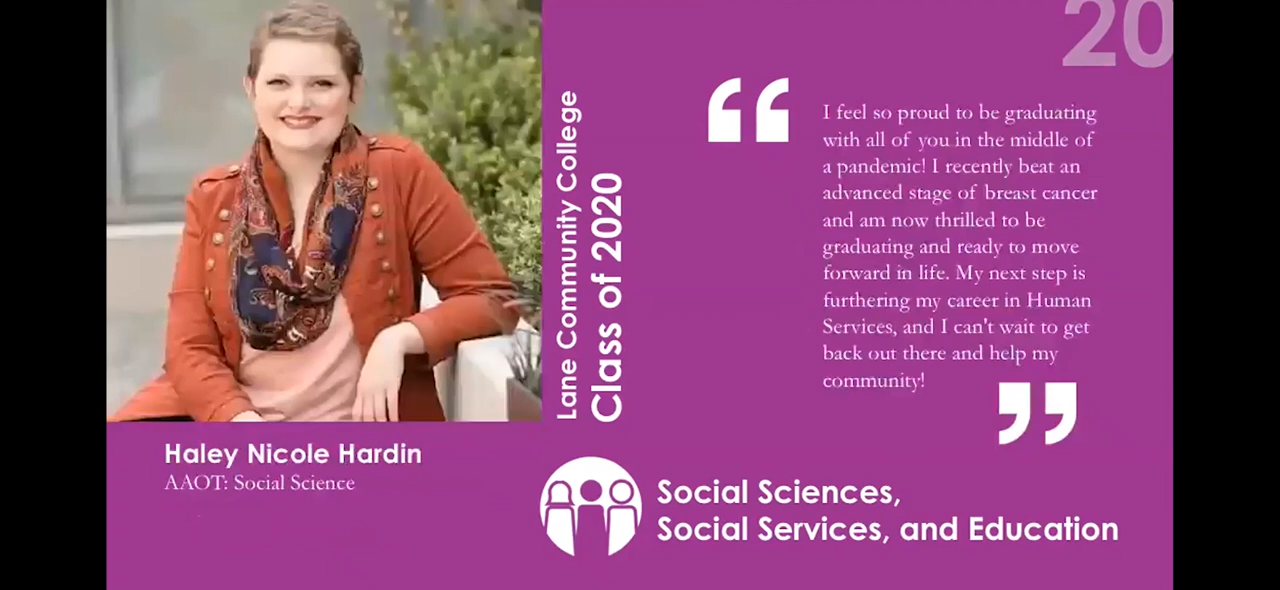 20
Lane Community College
Class of 2020
“
I feel so proud to be graduating
with all of you in the middle of
a pandemic! I recently beat an
advanced stage of breast cancer
and am now thrilled to be
graduating and ready to move
forward in life. My next step is
furthering my career in Human
Services, and I can't wait to get
back out there and help my
community!
”
Haley Nicole Hardin
AAOT: Social Science
Social Sciences,
Social Services, and Education